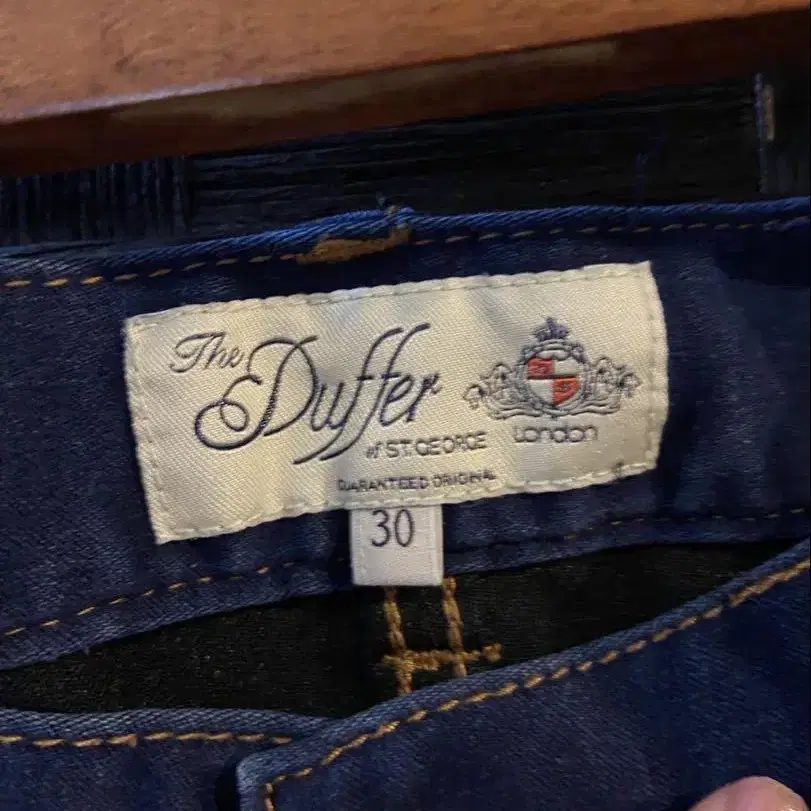 The Duffer
of ST. GEORGE
London
GUARANTEED ORIGINAL
30